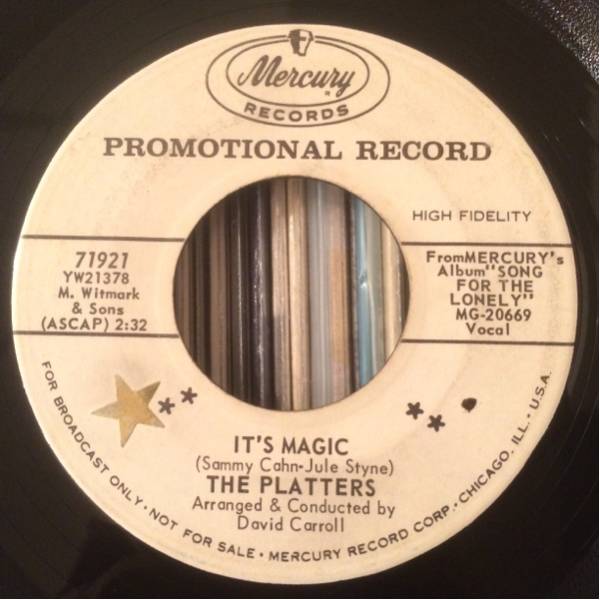 Mercury
RECORDS
PROMOTIONAL RECORD
HIGH FIDELITY
71921
YW21378
M. Witmark
& Sons
(ASCAP) 2:32
FromMERCURY's
Album"SONG
FOR THE
LONELY"
MG-20669
Vocal
IT'S MAGIC
(Sammy Cahn-Jule Styne)
THE PLATTERS
Arranged & Conducted by
David Carroll
FOR BROADCAST ONLY • NOT FOR SALE • MERCURY RECORD CORP. • CHICAGO, ILL. • U.S.A.